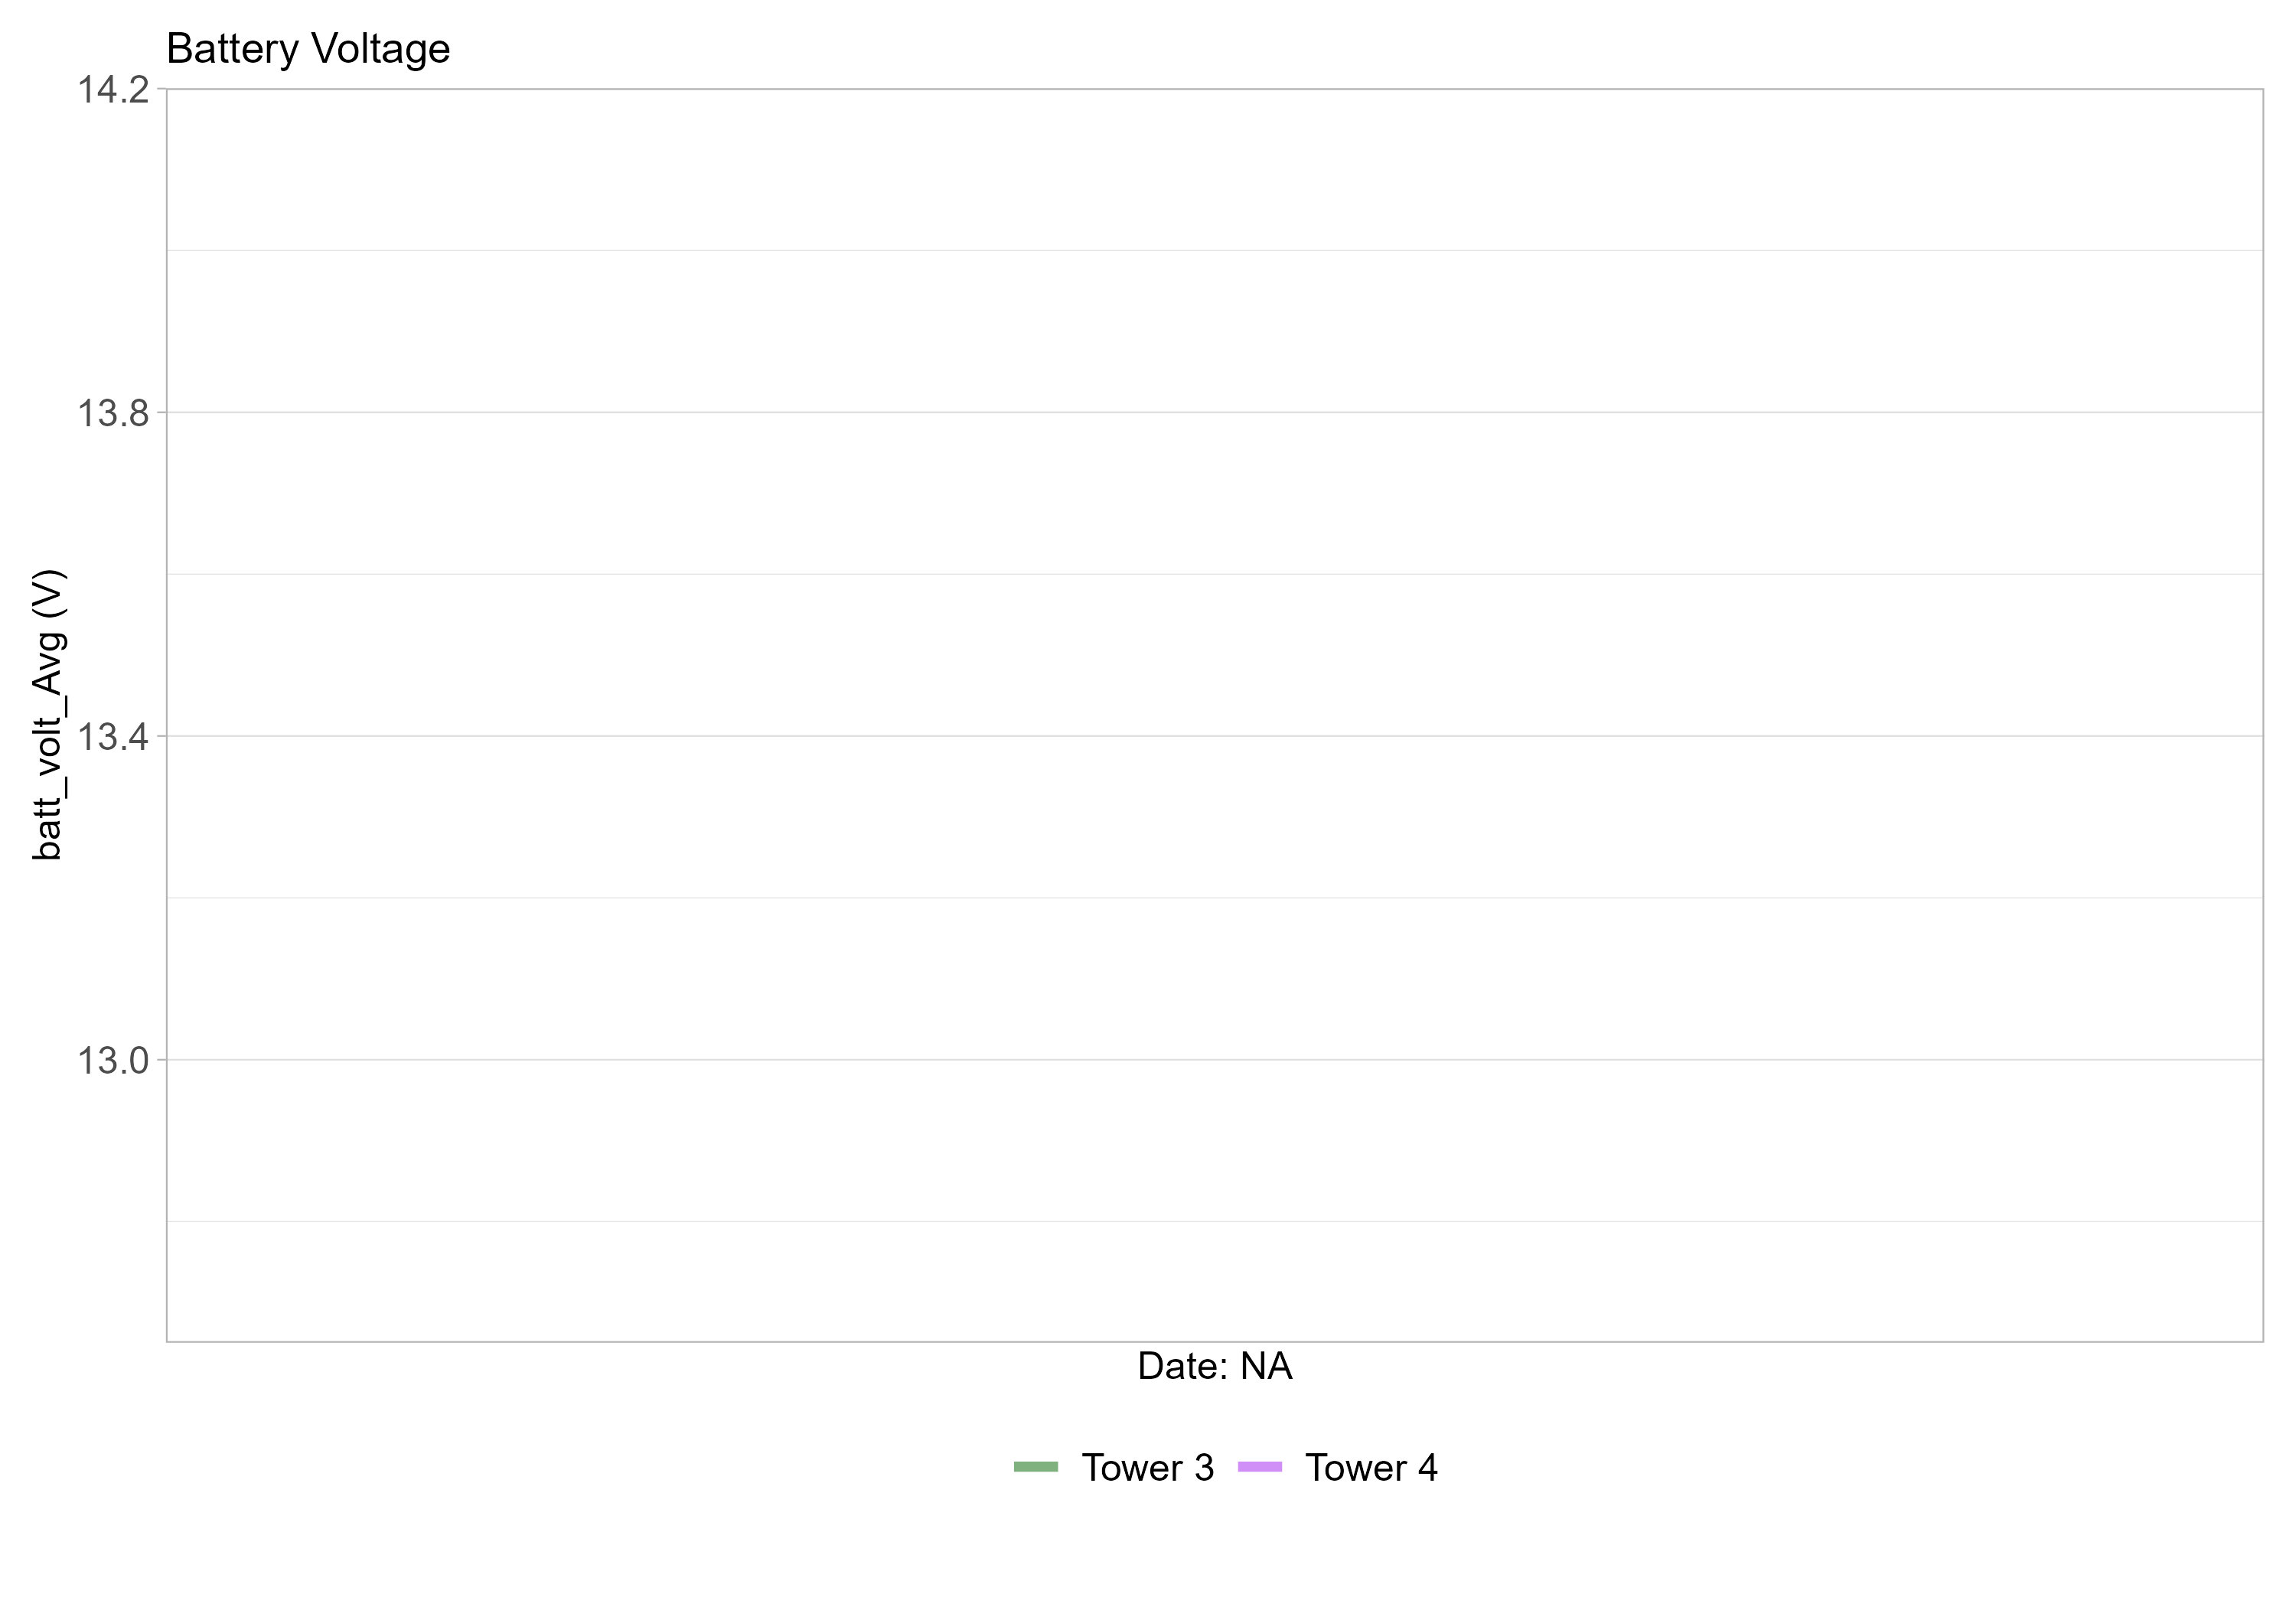 Battery Voltage
14.2
13.8
13.4
13.0
batt_volt_Avg (V)
Date: NA
Tower 3 Tower 4